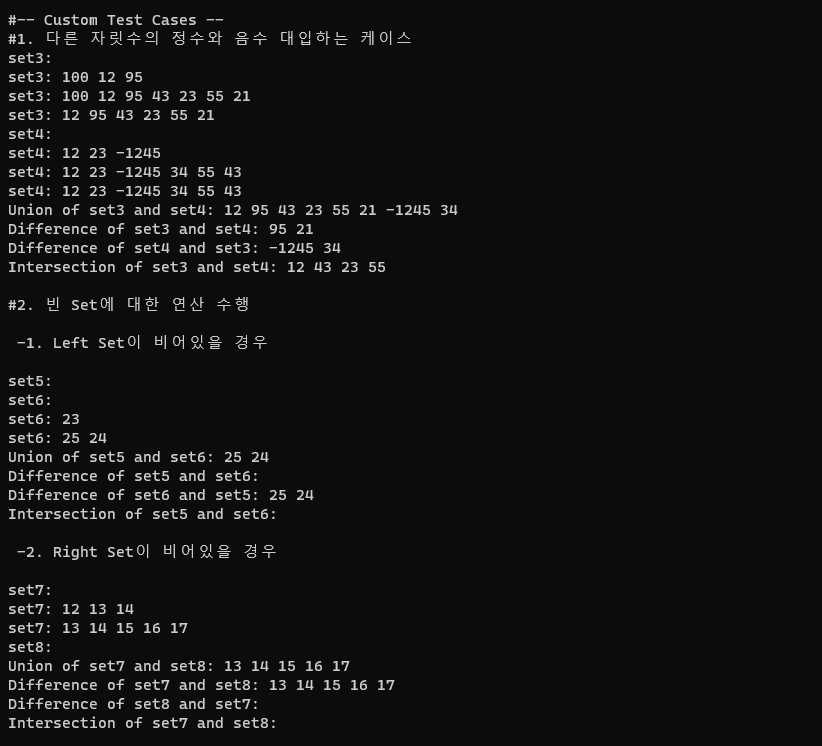 #-- Custom Test Cases --
#1. 다른 자릿수의 정수와 음수 대입하는 케이스
set3:
set3: 100 12 95
set3: 100 12 95 43 23 55 21
set3: 12 95 43 23 55 21
set4:
set4: 12 23 -1245
set4: 12 23 -1245 34 55 43
set4: 12 23 -1245 34 55 43
Union of set3 and set4: 12 95 43 23 55 21 -1245 34
Difference of set3 and set4: 95 21
Difference of set4 and set3: -1245 34
Intersection of set3 and set4: 12 43 23 55
#2. 빈 Set에 대한 연산 수행
-1. Left Set이 비어있을 경우
set5:
set6:
set6: 23
set6: 25 24
Union of set5 and set6: 25 24
Difference of set5 and set6:
Difference of set6 and set5: 25 24
Intersection of set5 and set6:
-2. Right Set이 비어있을 경우
set7:
set7: 12 13 14
set7: 13 14 15 16 17
set8:
Union of set7 and set8: 13 14 15 16 17
Difference of set7 and set8: 13 14 15 16 17
Difference of set8 and set7:
Intersection of set7 and set8: